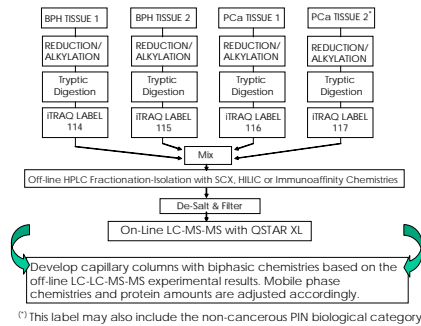 BPH TISSUE 1
BPH TISSUE 2
PCa TISSUE 1
PCa TISSUE 2*
REDUCTION/
ALKYLATION
REDUCTION/
ALKYLATION
REDUCTION/
ALKYLATION
REDUCTION/
ALKYLATION
Tryptic
Digestion
Tryptic
Digestion
Tryptic
Digestion
Tryptic
Digestion
iTRAQ LABEL
114
iTRAQ LABEL
115
iTRAQ LABEL
116
iTRAQ LABEL
117
Mix
Off-line HPLC Fractionation-Isolation with SCX, HILIC or Immunoaffinity Chemistries
De-Salt & Filter
On-Line LC-MS-MS with QSTAR XL
Develop capillary columns with biphasic chemistries based on the
off-line LC-LC-MS-MS experimental results. Mobile phase
chemistries and protein amounts are adjusted accordingly.
(*) This label may also include the non-cancerous PIN biological category